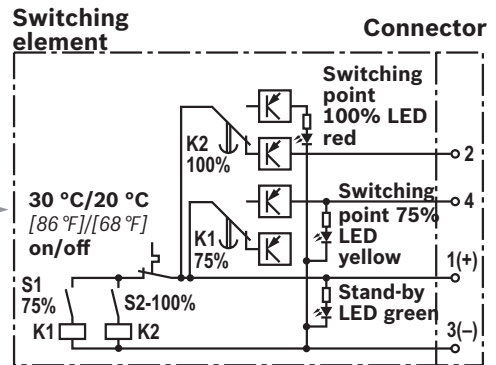 Switching
element
Connector
Switching
point
100% LED
red
K2
100%
2
30 °C/20 °C
[86 °F]/[68 °F]
on/off
Switching
point 75%
LED
yellow
4
K1
75%
1(+)
S1
75%
S2-100%
Stand-by
LED green
K1
K2
3(–)